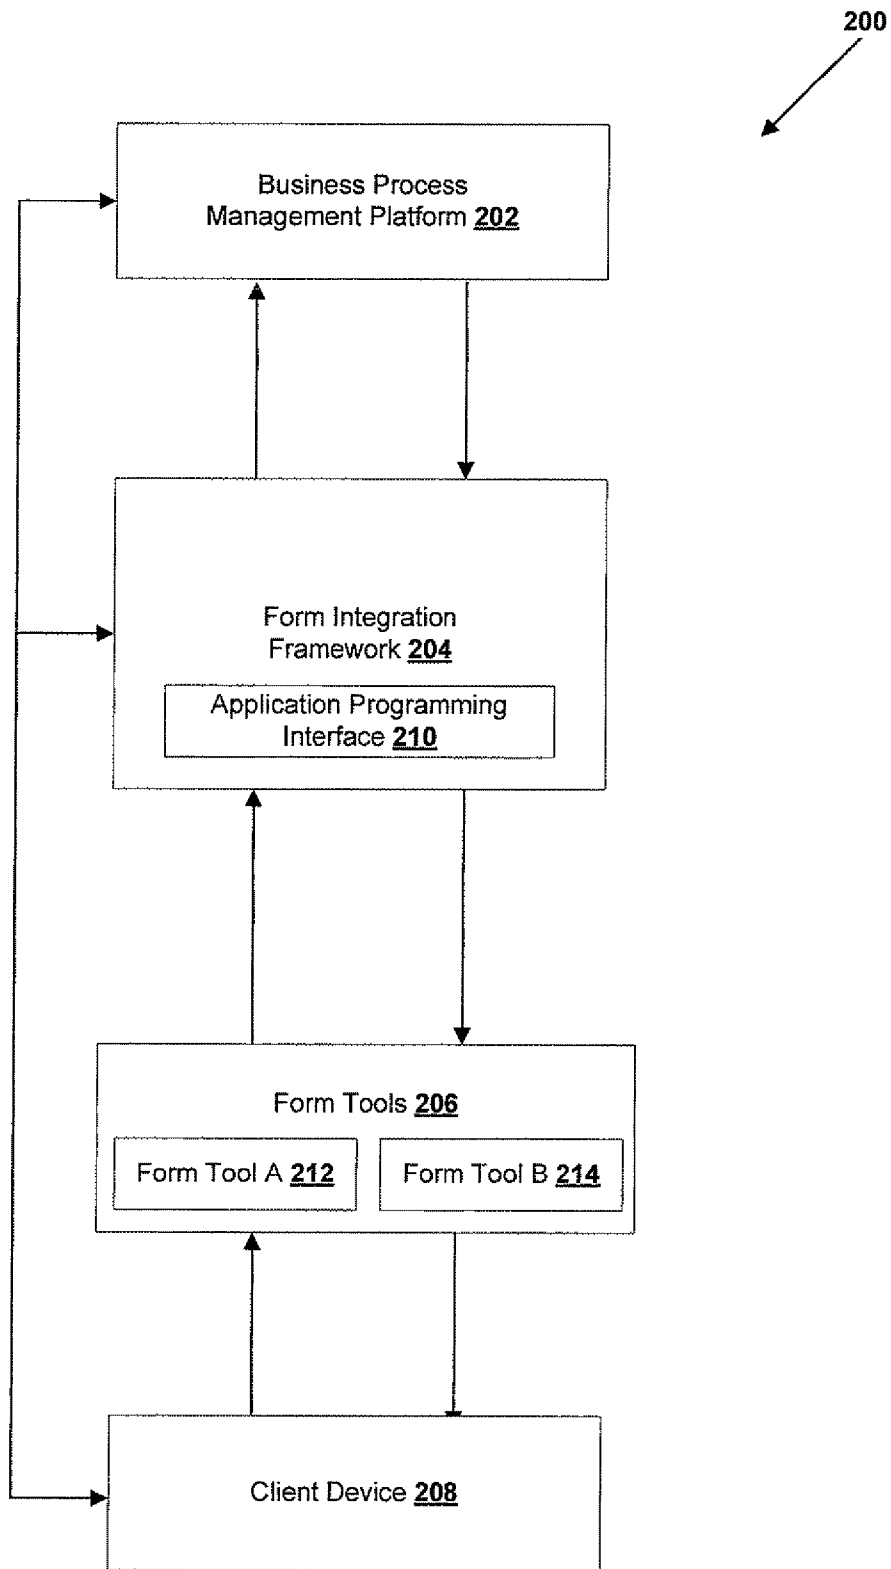 200
Business Process
Management Platform 202
Form Integration
Framework 204
Application Programming
Interface 210
Form Tools 206
Form Tool A 212
Form Tool B 214
Client Device 208